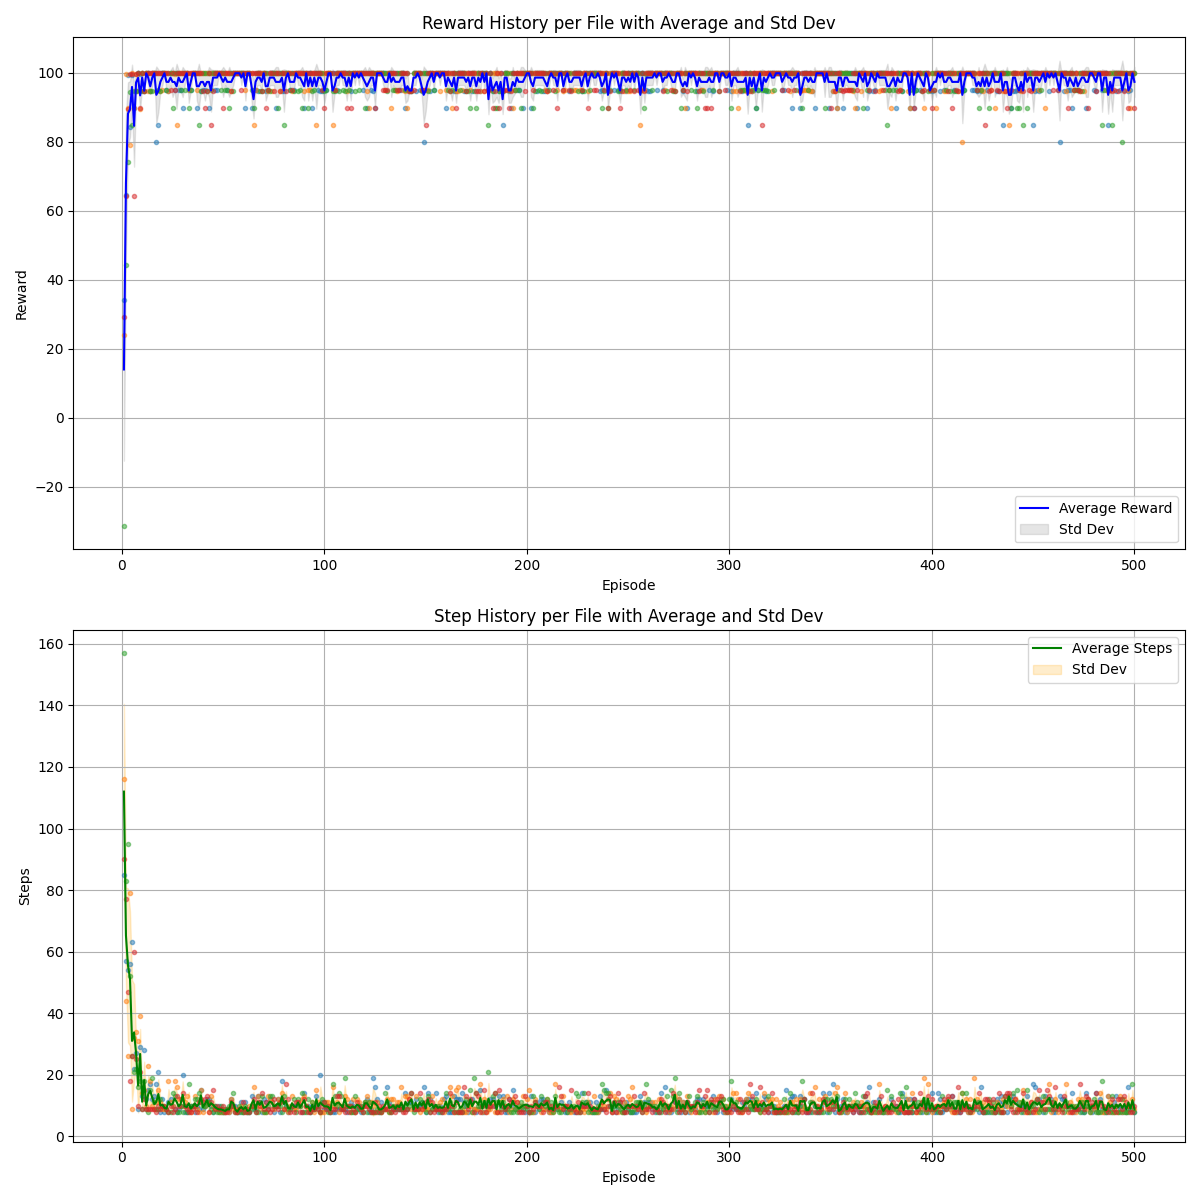 Reward History per File with Average and Std Dev
100
80
60
40
20
0
−20
Reward
0 100 200 300 400 500
Episode
Average Reward
Std Dev
Step History per File with Average and Std Dev
160
140
120
100
80
60
40
20
0
Steps
0 100 200 300 400 500
Episode
Average Steps
Std Dev